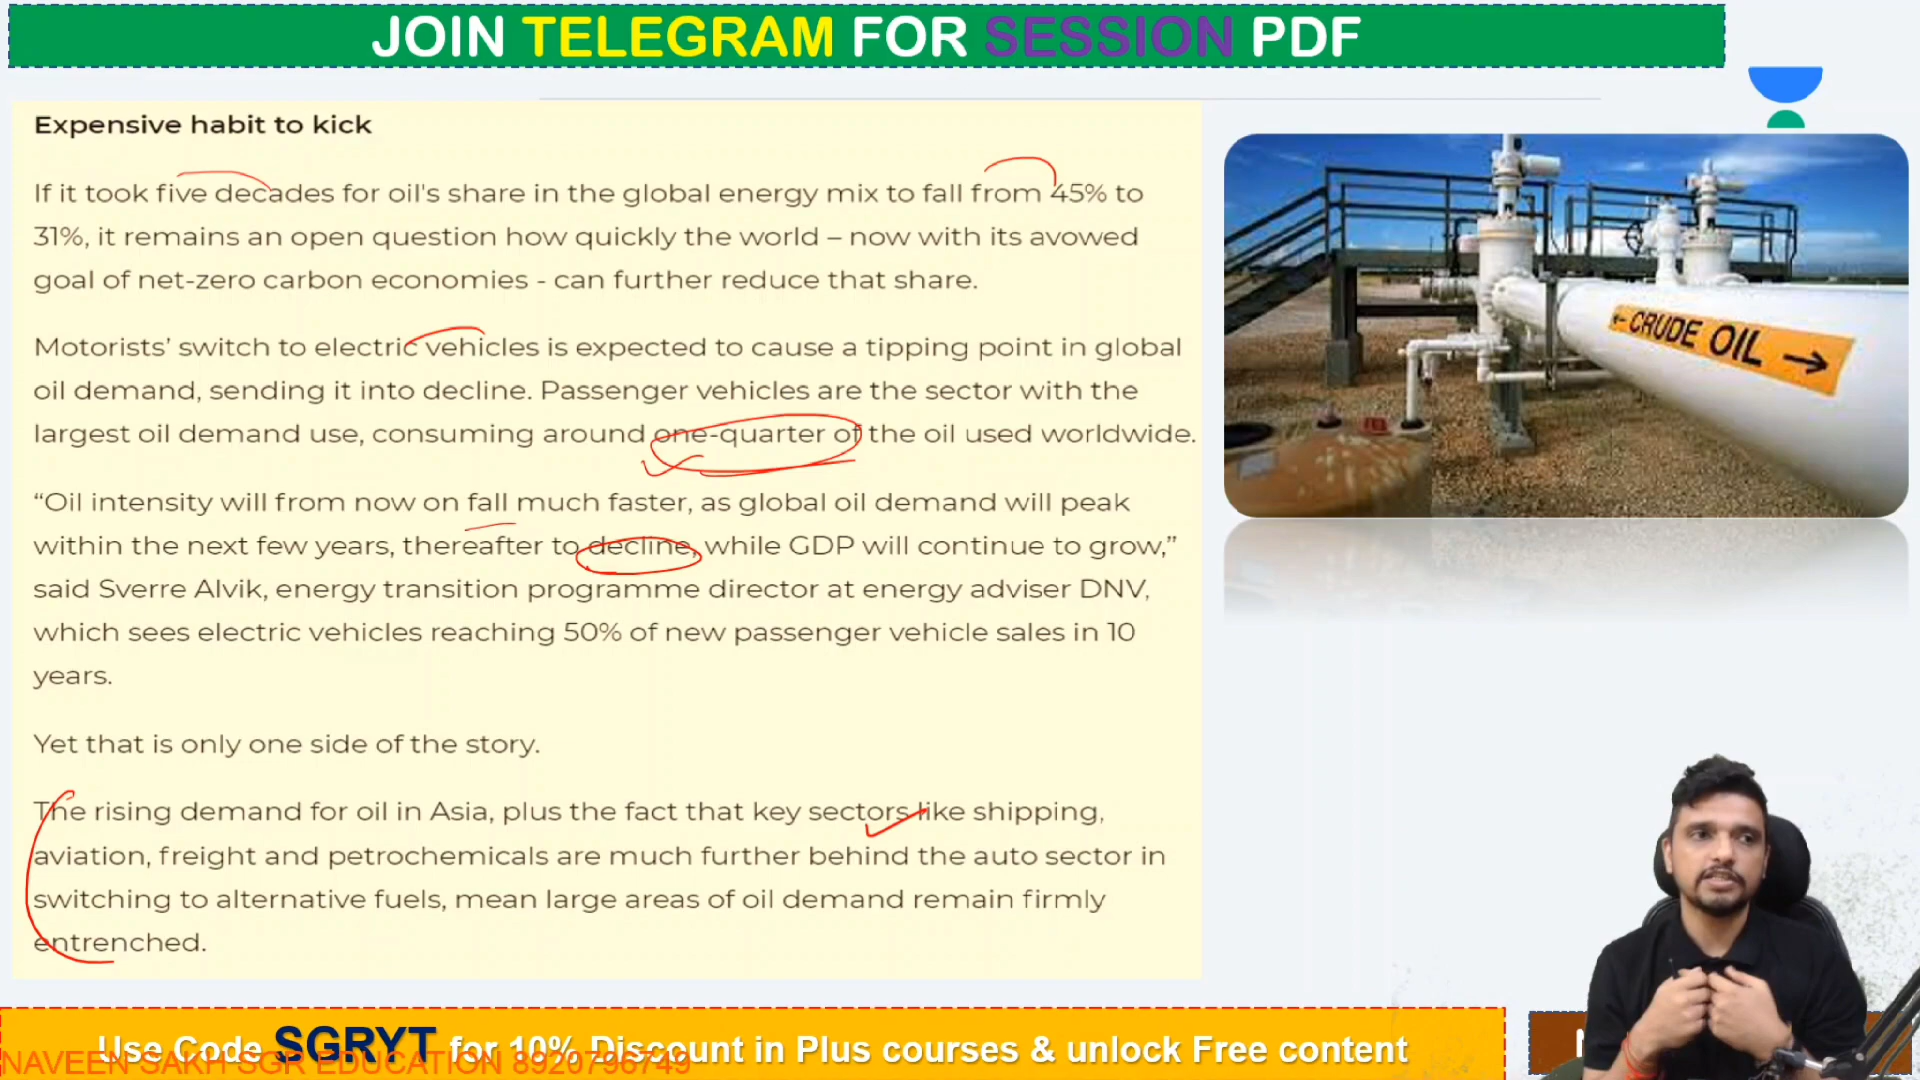 JOIN TELEGRAM FOR SESSION PDF
Expensive habit to kick
If it took five decades for oil's share in the global energy mix to fall from 45% to
31%, it remains an open question how quickly the world – now with its avowed
goal of net-zero carbon economies - can further reduce that share.
Motorists’ switch to electric vehicles is expected to cause a tipping point in global
oil demand, sending it into decline. Passenger vehicles are the sector with the
largest oil demand use, consuming around one-quarter of the oil used worldwide.
“Oil intensity will from now on fall much faster, as global oil demand will peak
within the next few years, thereafter to decline, while GDP will continue to grow,”
said Sverre Alvik, energy transition programme director at energy adviser DNV,
which sees electric vehicles reaching 50% of new passenger vehicle sales in 10
years.
Yet that is only one side of the story.
The rising demand for oil in Asia, plus the fact that key sectors like shipping,
aviation, freight and petrochemicals are much further behind the auto sector in
switching to alternative fuels, mean large areas of oil demand remain firmly
entrenched.
← CRUDE OIL →
Use Code SGRYT for 10% Discount in Plus courses & unlock Free content
NAVEEN SAKH SGR EDUCATION 8920796749